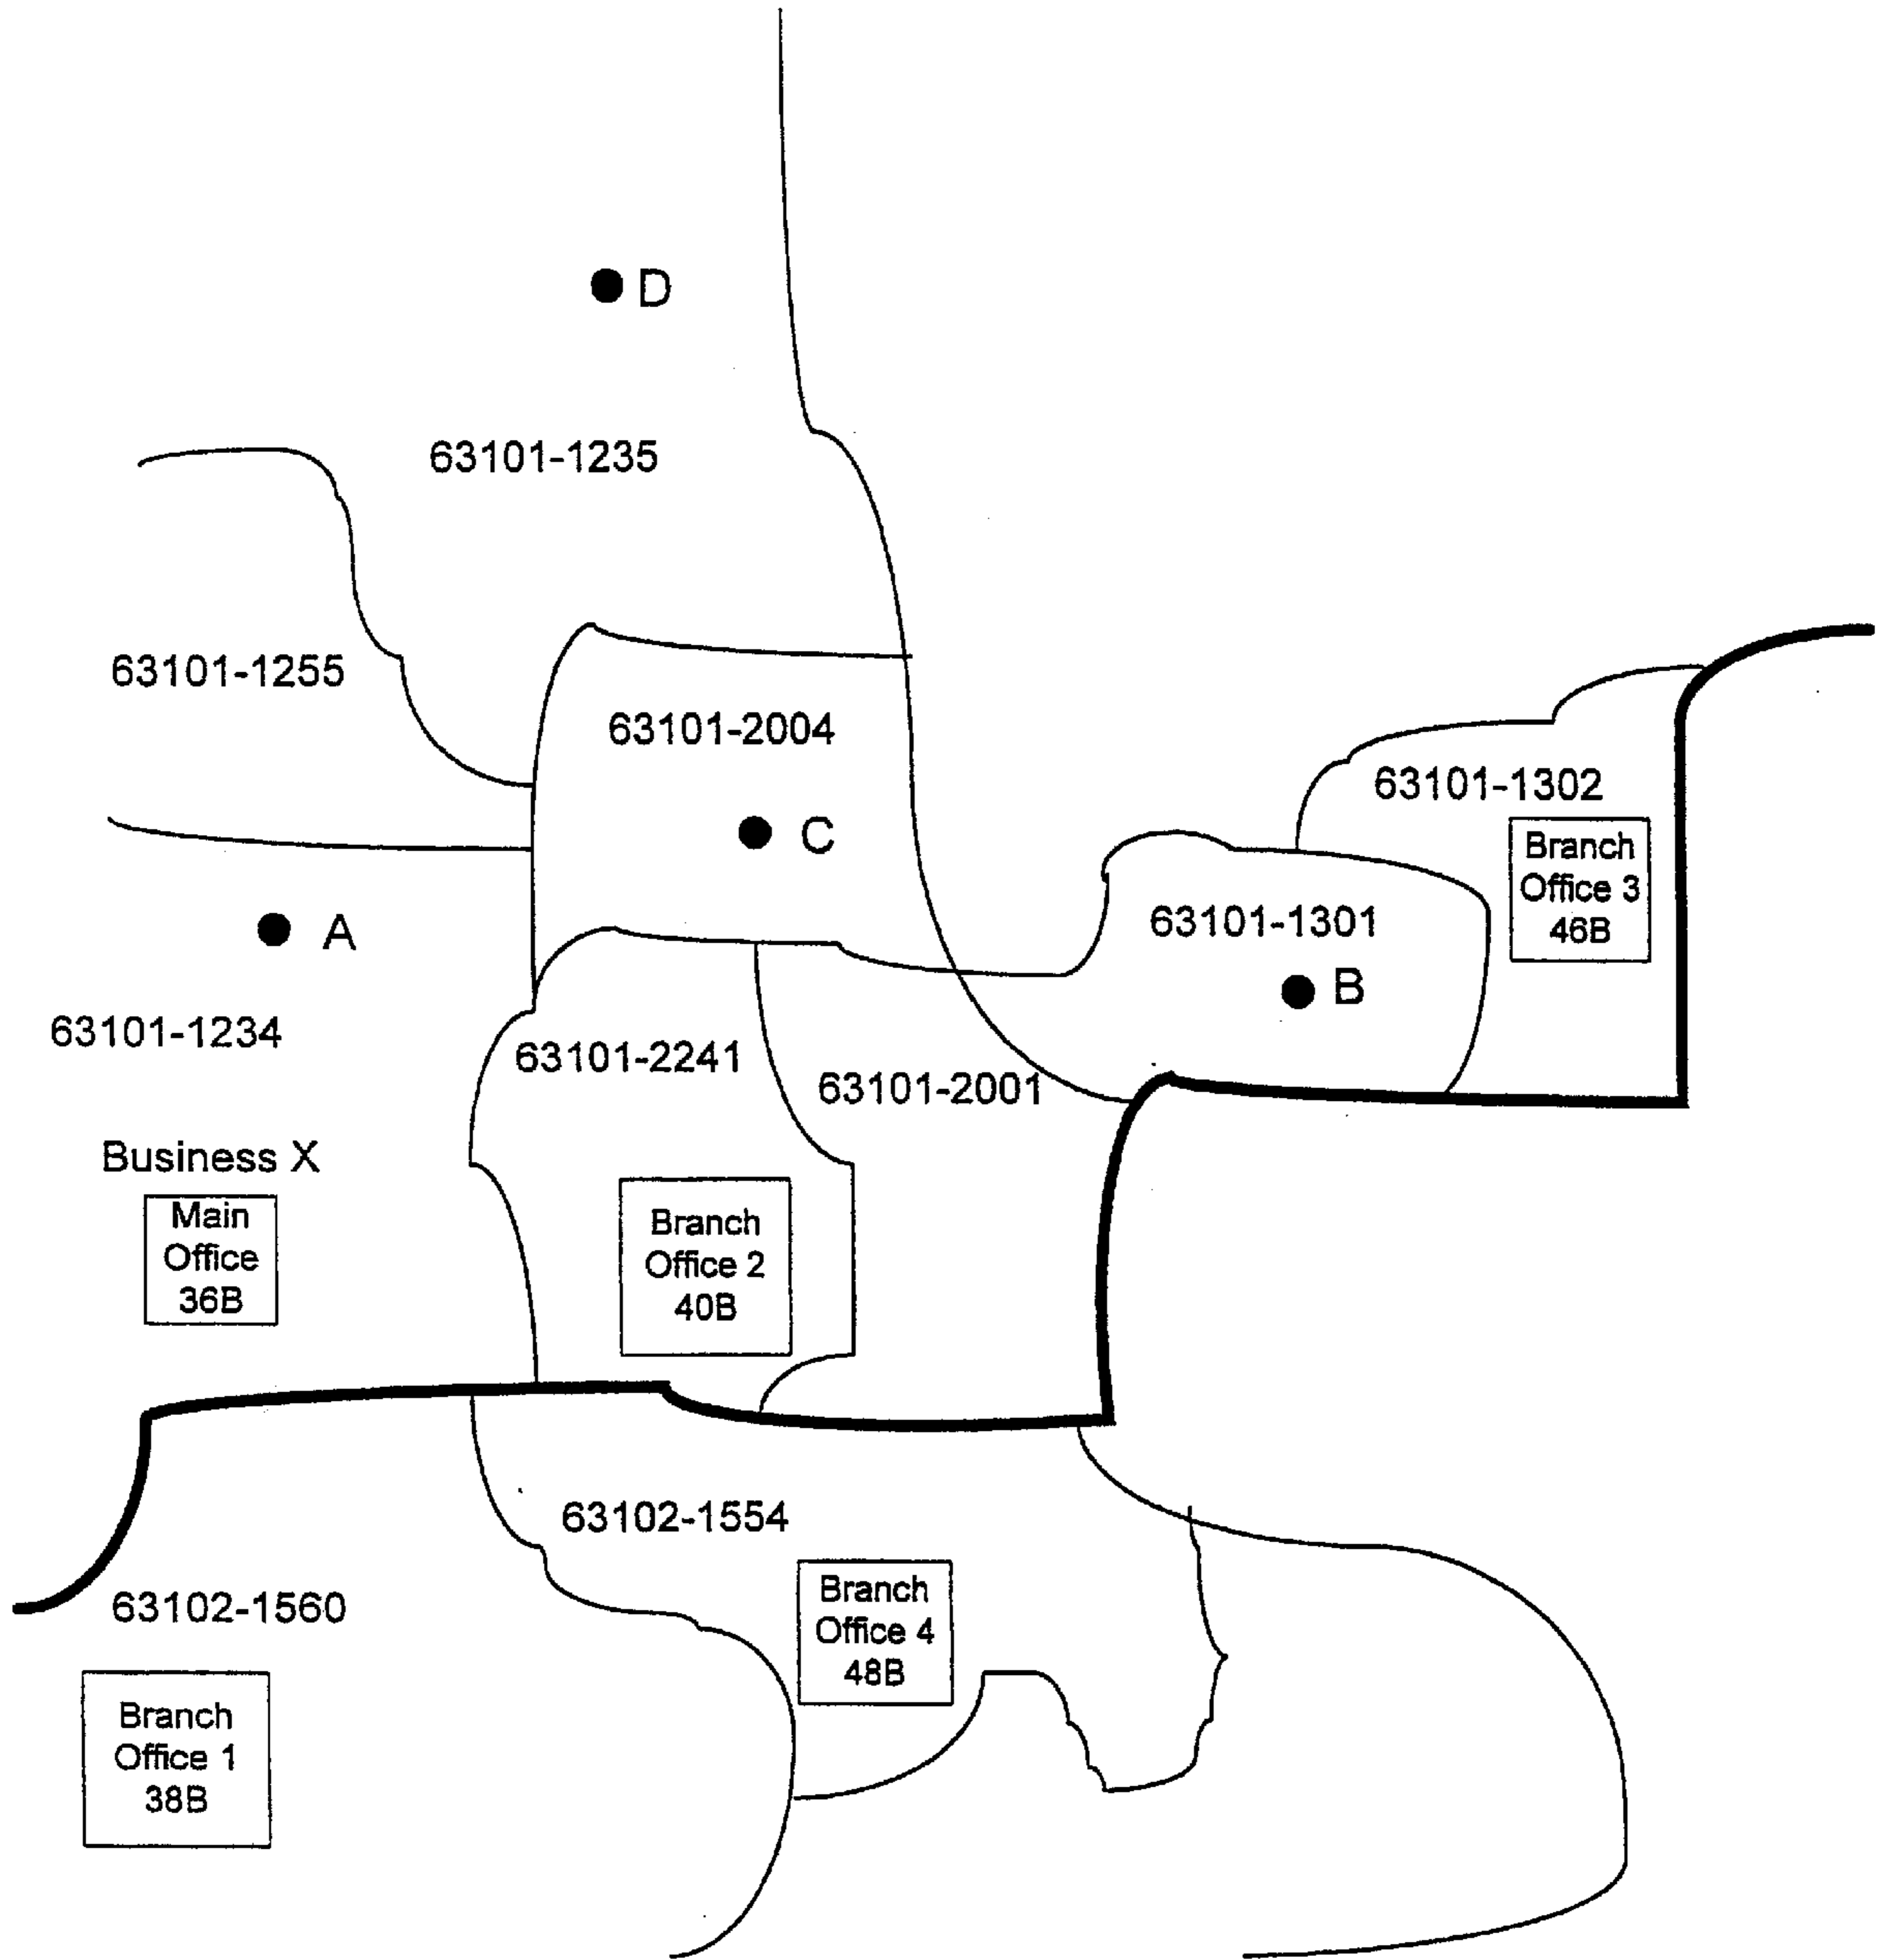 D
63101-1235
63101-1255
63101-2004
63101-1302
C
Branch
Office 3
46B
A
63101-1301
B
63101-1234
63101-2241
63101-2001
Business X
Main
Office
36B
Branch
Office 2
40B
63102-1554
63102-1560
Branch
Office 4
48B
Branch
Office 1
38B